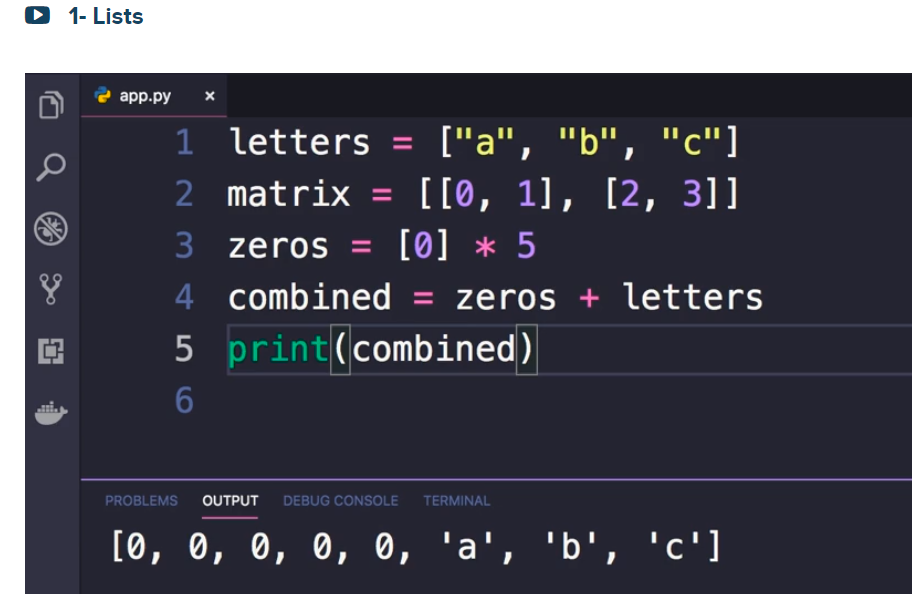 1- Lists
app.py ×
1 letters = ["a", "b", "c"]
2 matrix = [[0, 1], [2, 3]]
3 zeros = [0] * 5
4 combined = zeros + letters
5 print(combined)
6
PROBLEMS OUTPUT DEBUG CONSOLE TERMINAL
[0, 0, 0, 0, 0, 'a', 'b', 'c']